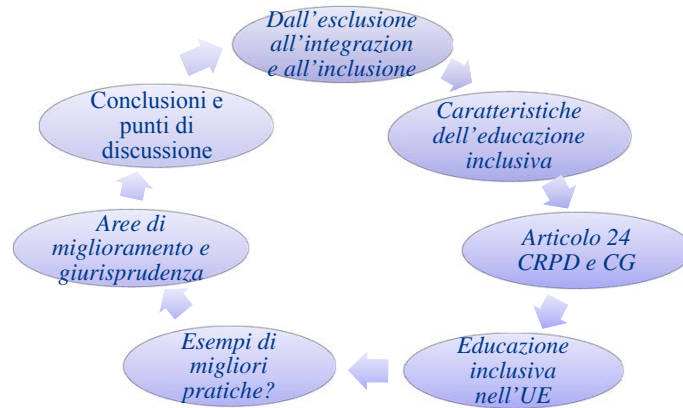 Dall'esclusione
all'integrazion
e all'inclusione
Caratteristiche
dell'educazione
inclusiva
Articolo 24
CRPD e CG
Educazione
inclusiva
nell'UE
Esempi di
migliori
pratiche?
Aree di
miglioramento e
giurisprudenza
Conclusioni e
punti di
discussione